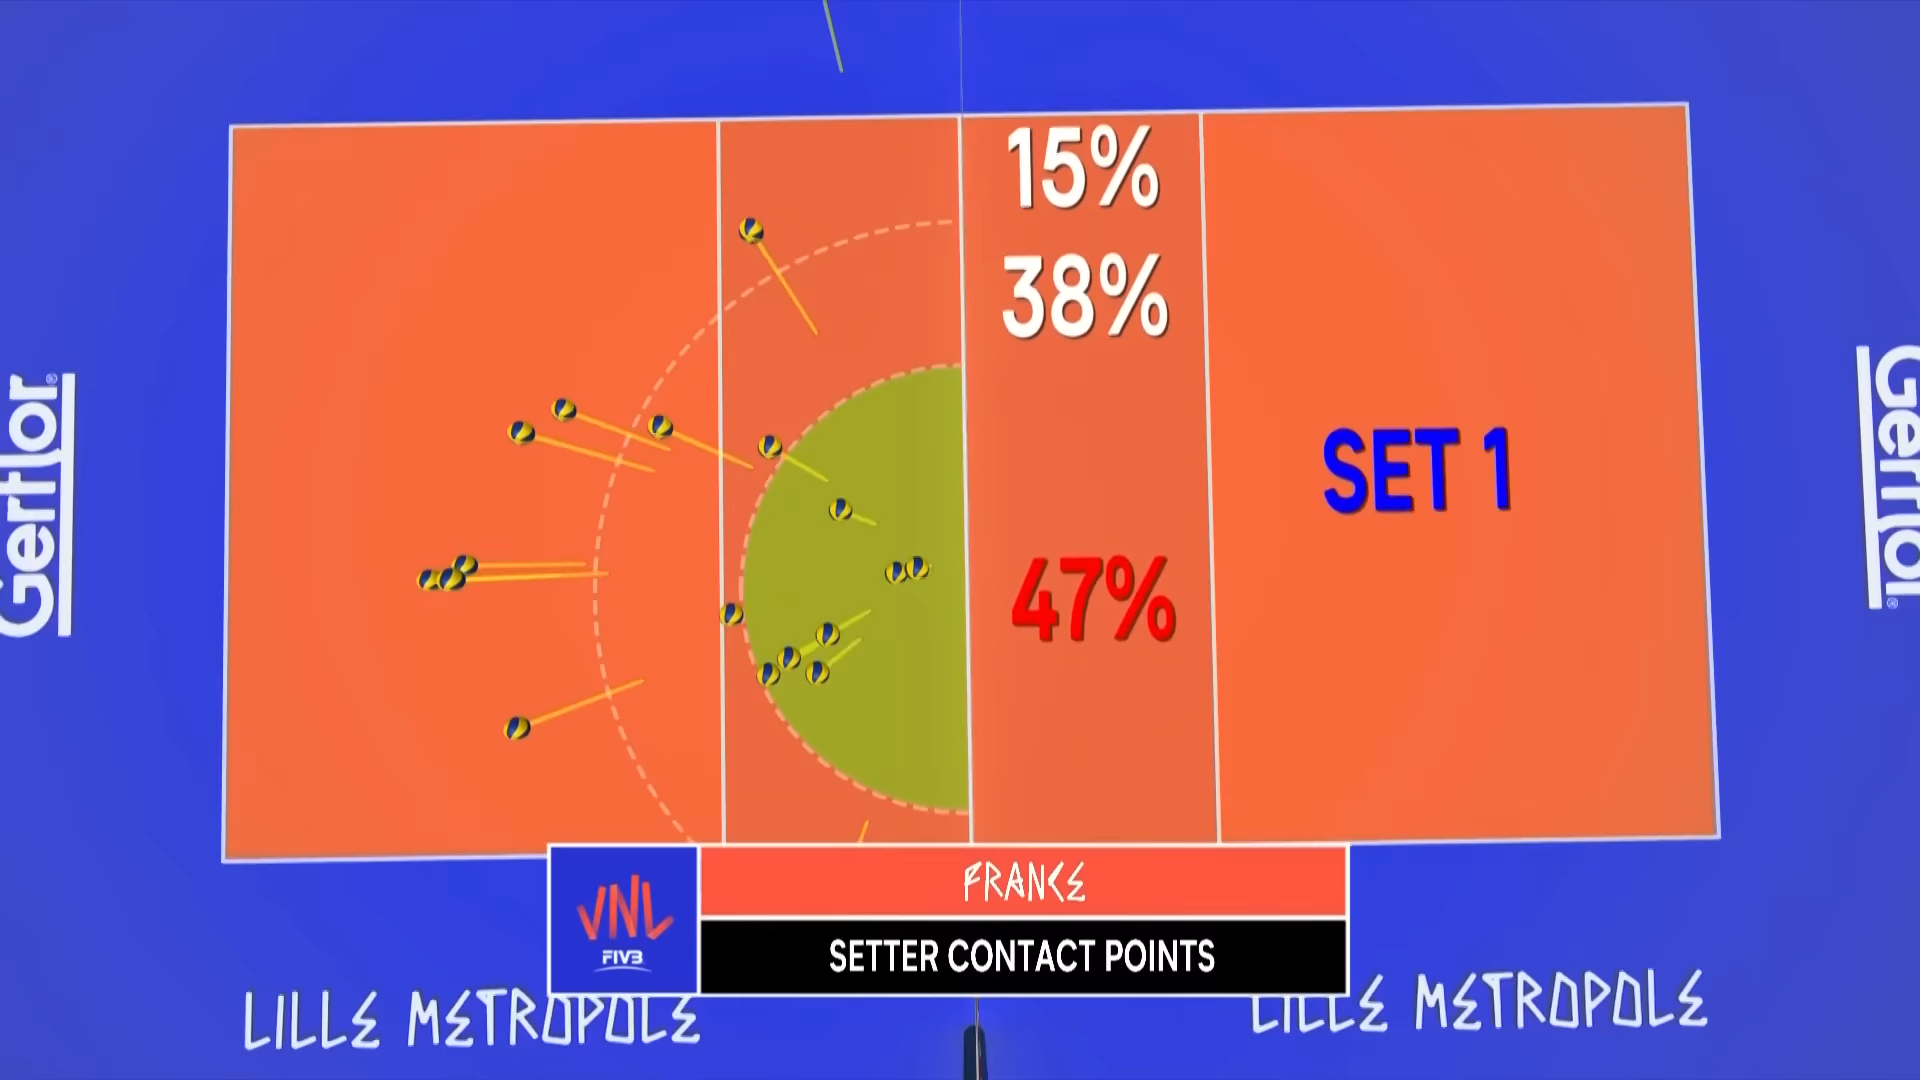 15%
38%
47%
SET 1
Gerflor®
Gerflor®
VNL
FIVB
FRANCE
SETTER CONTACT POINTS
LILLE METROPOLE
LILLE METROPOLE